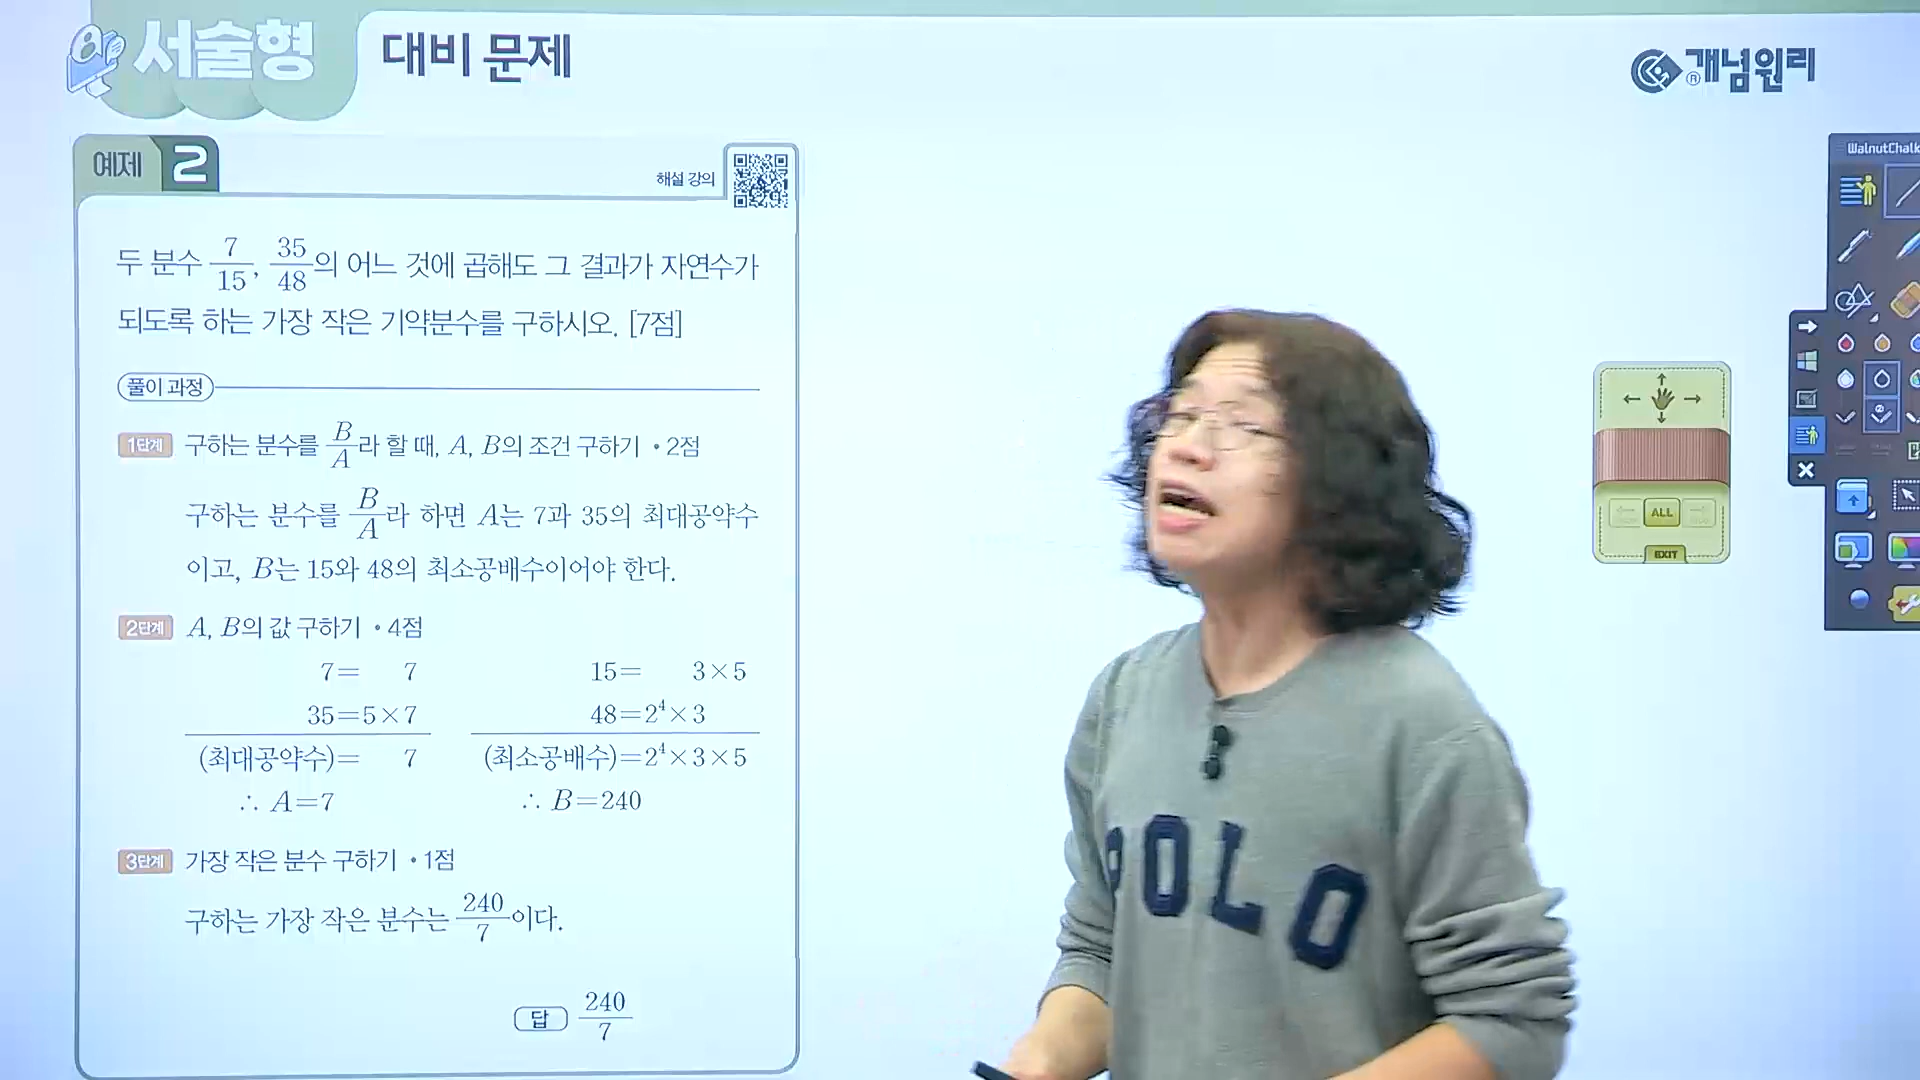 서술형 대비 문제
개념원리
예제 2
해설 강의
두 분수 7/15, 35/48의 어느 것에 곱해도 그 결과가 자연수가
되도록 하는 가장 작은 기약분수를 구하시오. [7점]
풀이 과정
1단계 구하는 분수를 B/A라 할 때, A, B의 조건 구하기 • 2점
구하는 분수를 B/A라 하면 A는 7과 35의 최대공약수
이고, B는 15와 48의 최소공배수이어야 한다.
2단계 A, B의 값 구하기 • 4점
7= 7
35=5×7
(최대공약수)= 7
∴ A=7
15= 3×5
48=2⁴×3
(최소공배수)=2⁴×3×5
∴ B=240
3단계 가장 작은 분수 구하기 • 1점
구하는 가장 작은 분수는 240/7이다.
답 240/7
POLO
WalnutChalk
ALL
EXIT